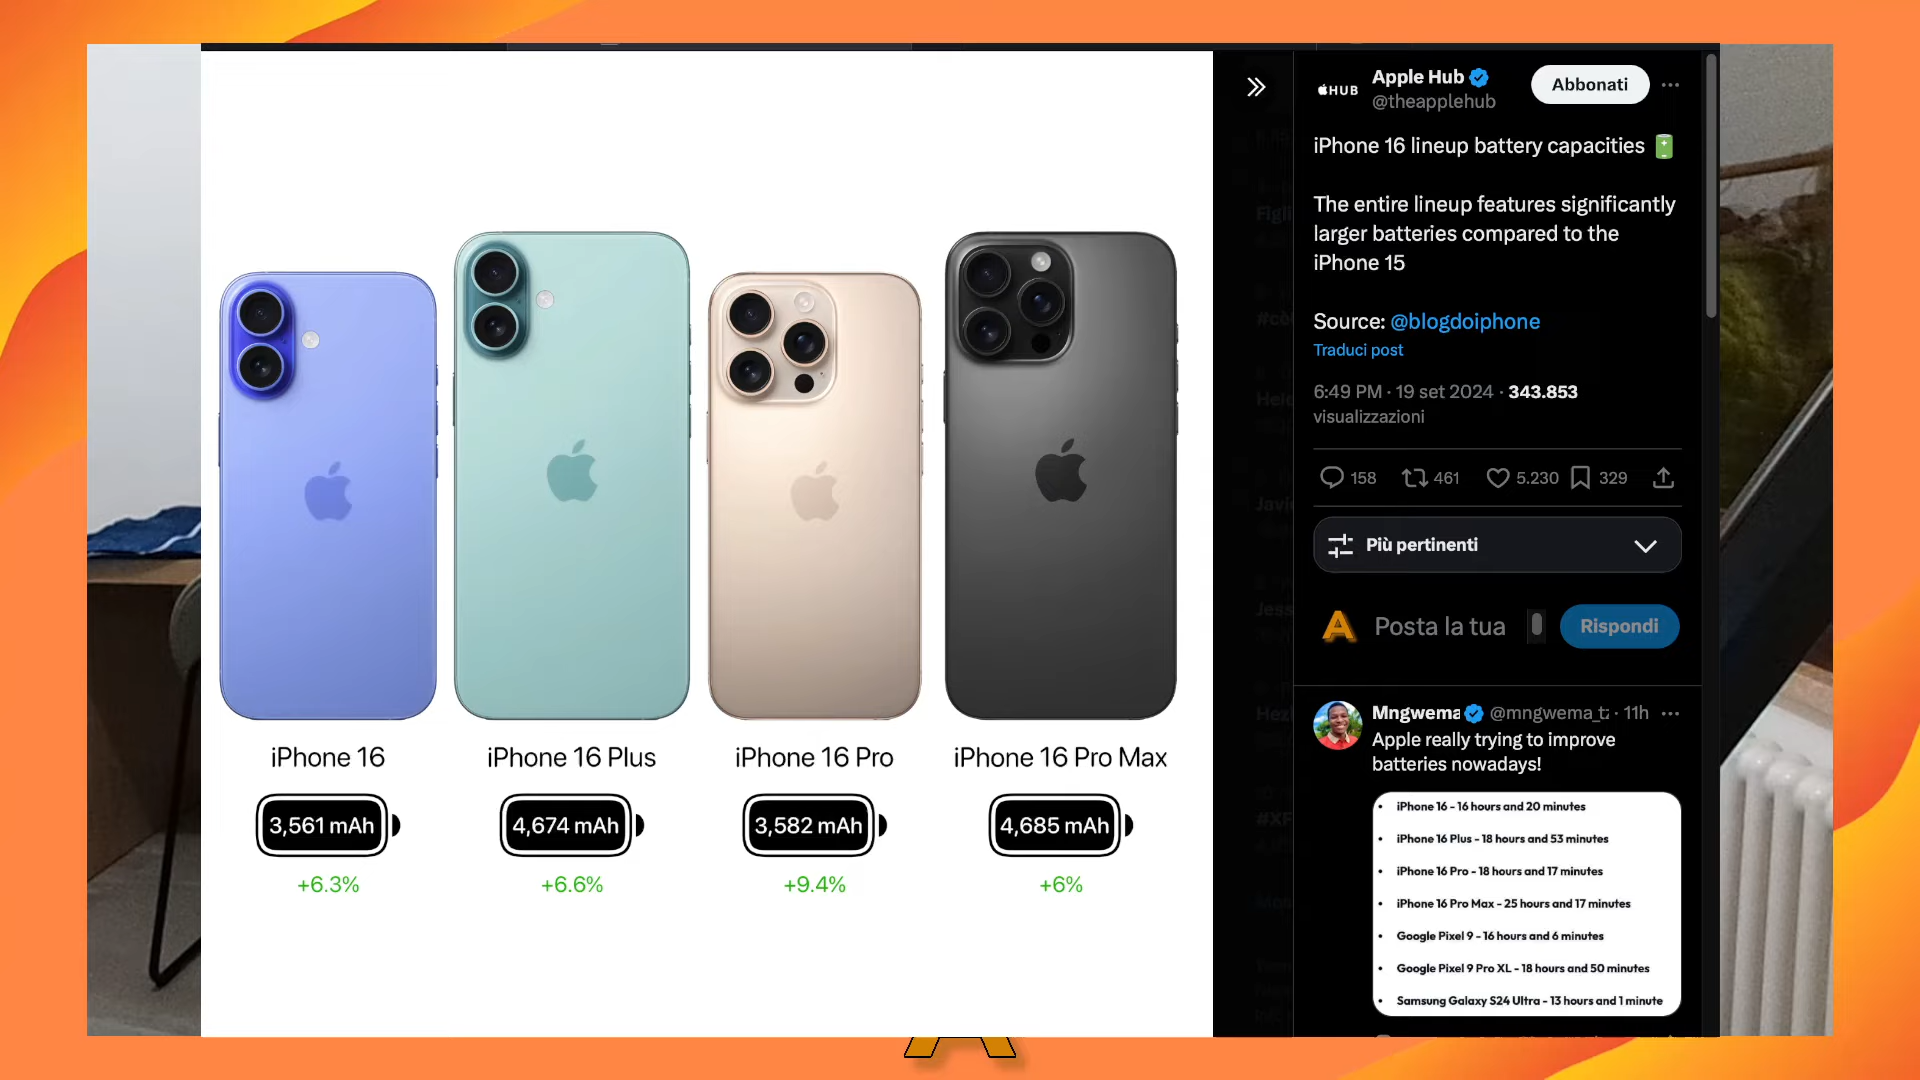 iPhone 16
iPhone 16 Plus
iPhone 16 Pro
iPhone 16 Pro Max
3,561 mAh
4,674 mAh
3,582 mAh
4,685 mAh
+6.3%
+6.6%
+9.4%
+6%
HUB
Apple Hub
@theapplehub
Abbonati
iPhone 16 lineup battery capacities
The entire lineup features significantly
larger batteries compared to the
iPhone 15
Source: @blogdoiphone
Traduci post
6:49 PM · 19 set 2024 · 343.853
visualizzazioni
158
461
5.230
329
Più pertinenti
A
Posta la tua
Rispondi
Mngwema @mngwema_tz · 11h
Apple really trying to improve
batteries nowadays!
• iPhone 16 - 16 hours and 20 minutes
• iPhone 16 Plus - 18 hours and 53 minutes
• iPhone 16 Pro - 18 hours and 17 minutes
• iPhone 16 Pro Max - 25 hours and 17 minutes
• Google Pixel 9 - 16 hours and 6 minutes
• Google Pixel 9 Pro XL - 18 hours and 50 minutes
• Samsung Galaxy S24 Ultra - 13 hours and 1 minute